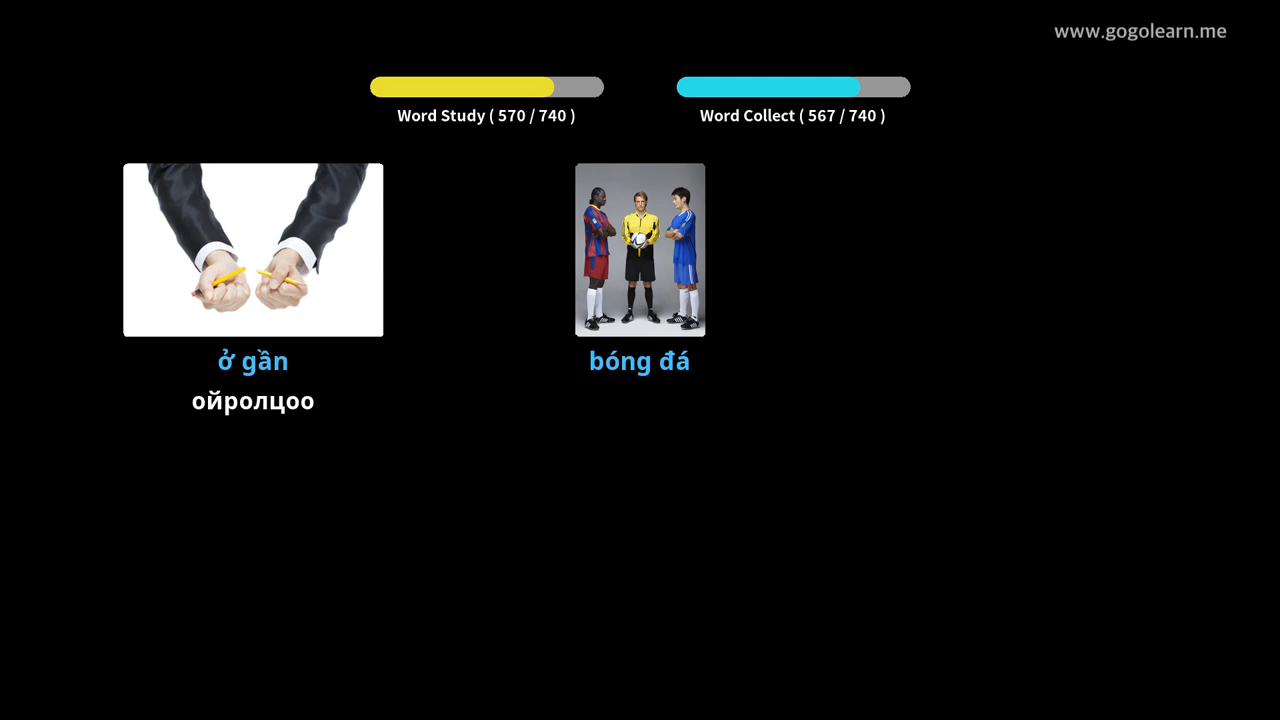 www.gogolearn.me
Word Study ( 570 / 740 )
Word Collect ( 567 / 740 )
ở gần
ойролцоо
bóng đá